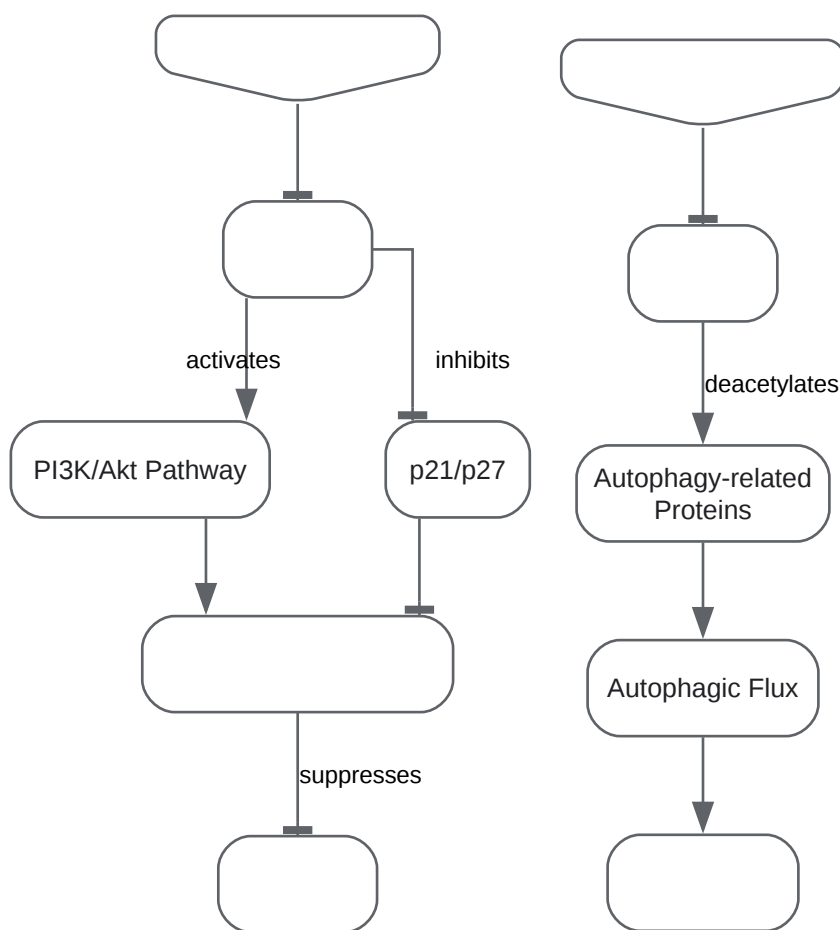 activates
inhibits
deacetylates
PI3K/Akt Pathway
p21/p27
Autophagy-related
Proteins
Autophagic Flux
suppresses